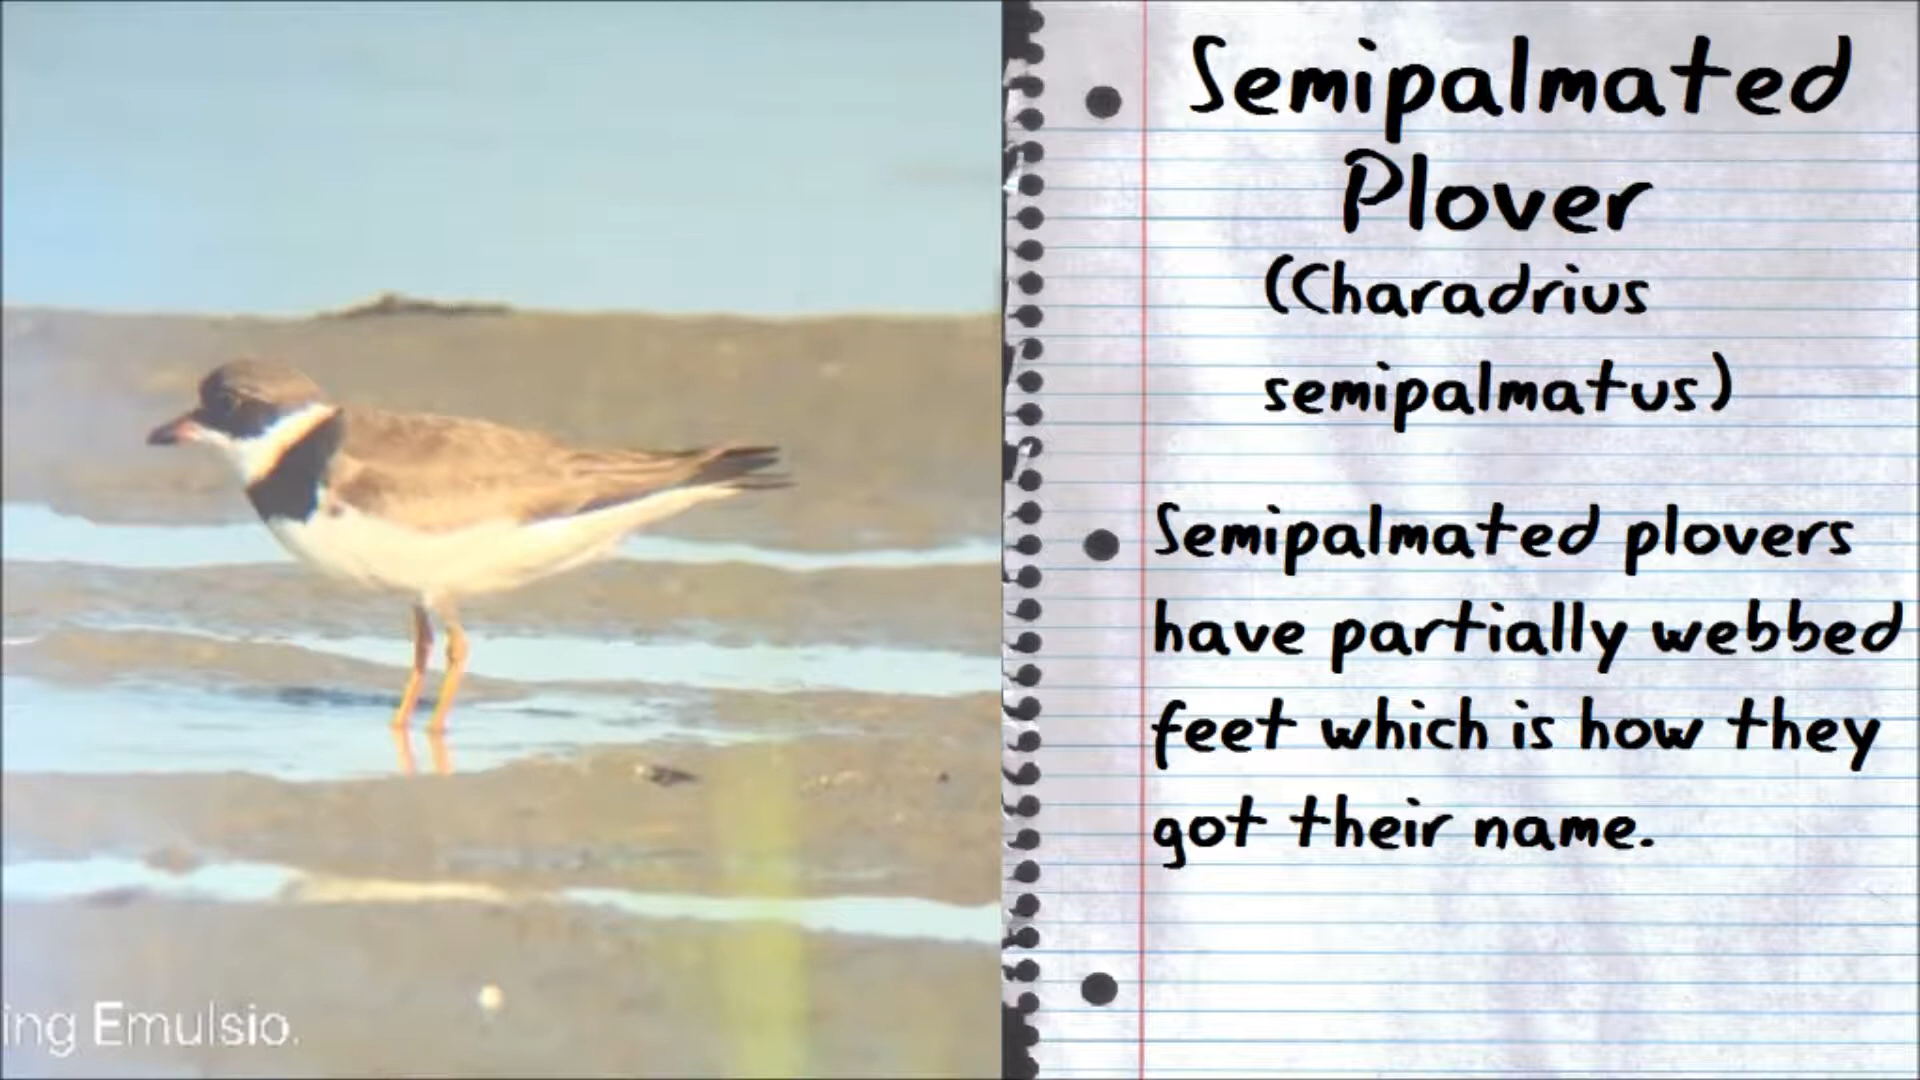 Semipalmated
Plover
(Charadrius
semipalmatus)
Semipalmated plovers
have partially webbed
feet which is how they
got their name.
ing Emulsio.